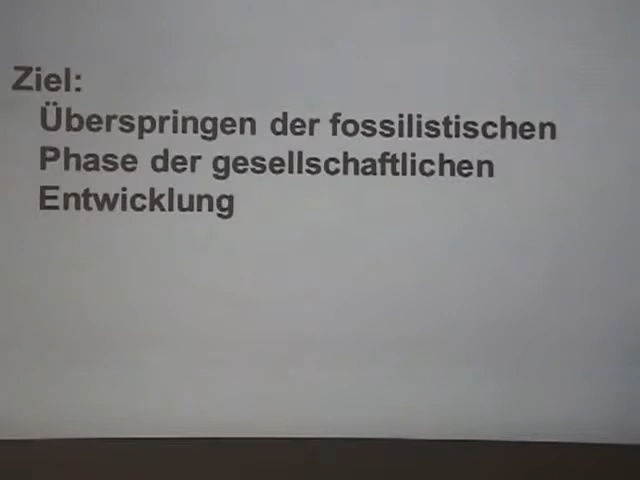 Ziel:
Überspringen der fossilistischen
Phase der gesellschaftlichen
Entwicklung